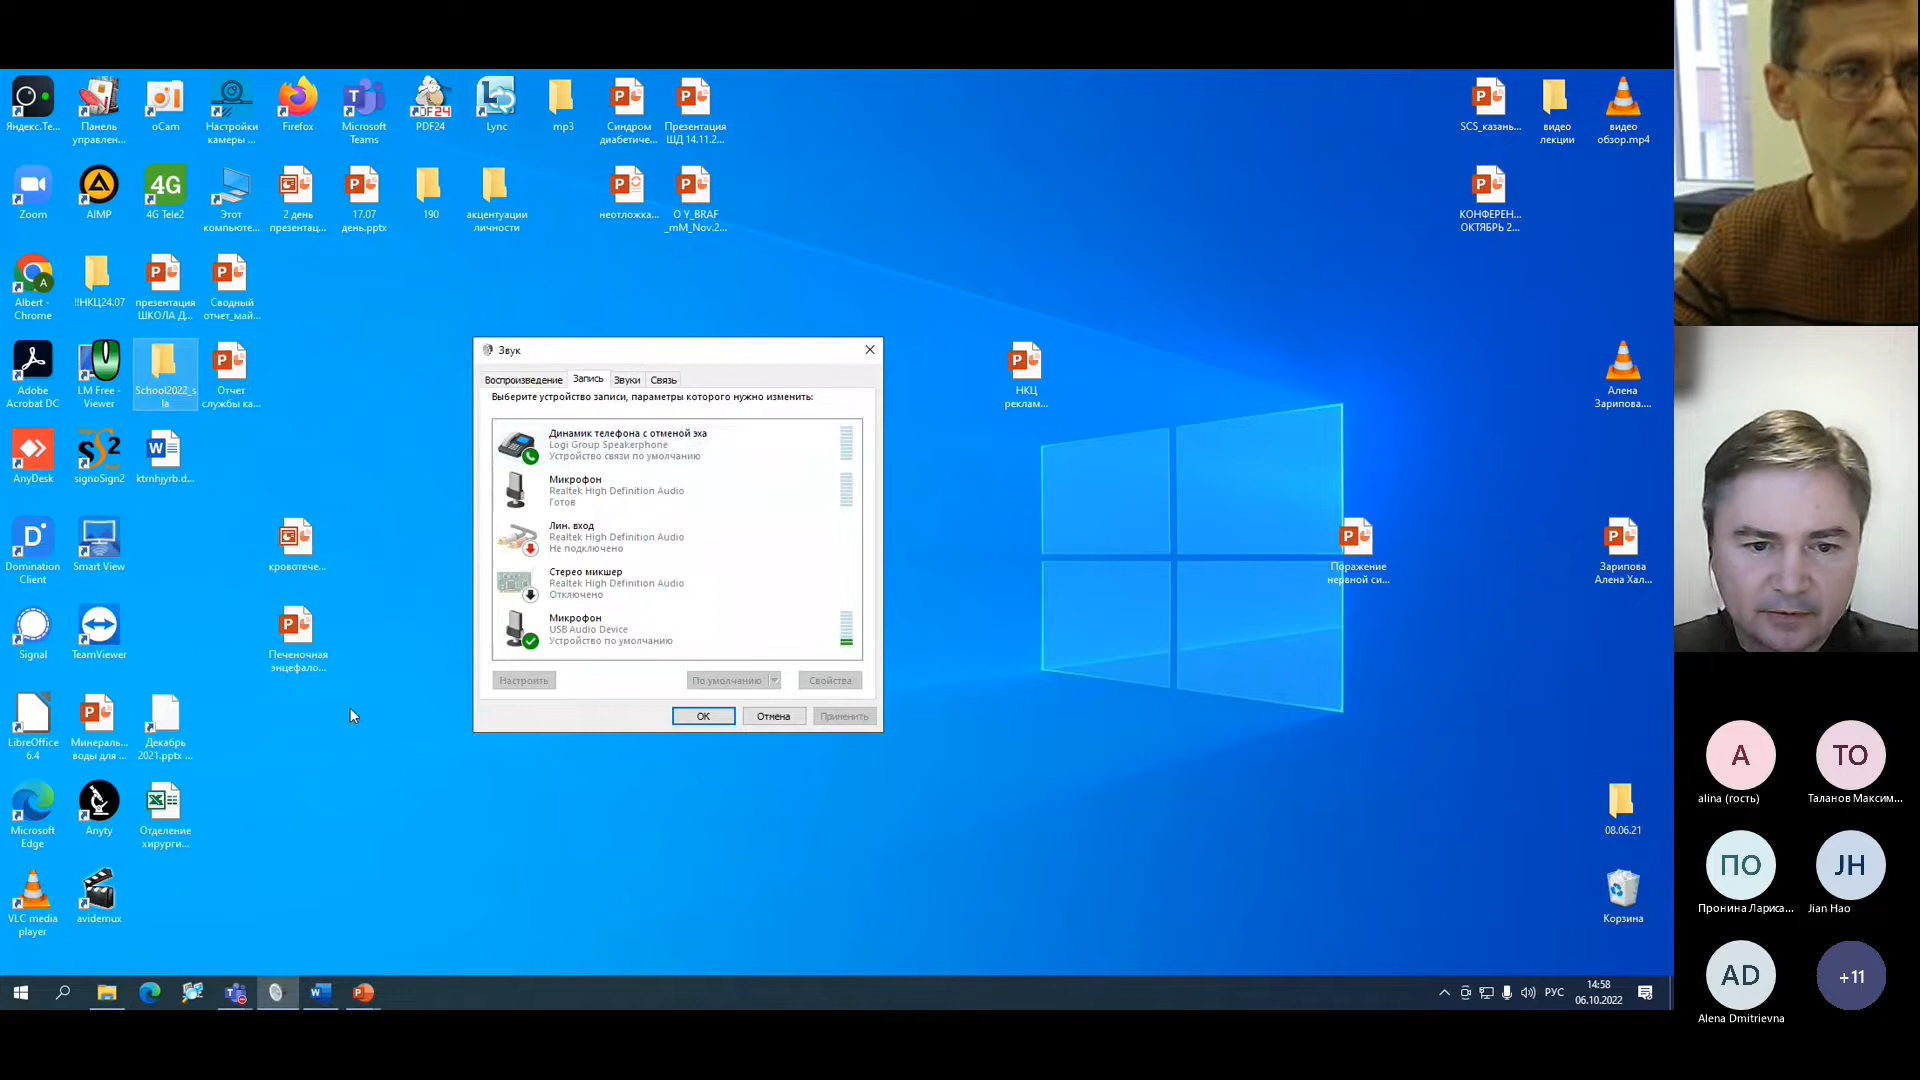 Яндекс.Те...
Панель
управлен...
oCam
Настройки
камеры ...
Firefox
Microsoft
Teams
PDF24
Lync
mp3
Синдром
диабетиче...
Презентация
ШД 14.11.2...
SCS_казань...
видео
лекции
видео
обзор.mp4
Zoom
AIMP
4G
4G Tele2
Этот
компьюте...
2 день
презентац...
17.07
день.pptx
190
акцентуации
личности
неотложка...
O Y_BRAF
_mM_Nov.2...
КОНФЕРЕН...
ОКТЯБРЬ 2...
Albert -
Chrome
!!НКЦ24.07
презентация
ШКОЛА Д...
Сводный
отчет_май...
Adobe
Acrobat DC
LM Free -
Viewer
School2022_s
la
Отчет
службы ка...
НКЦ
реклам...
Алена
Зарипова....
AnyDesk
signoSign2
ktrnhjyrb.d...
Domination
Client
Smart View
кровотече...
Поражение
нервной си...
Зарипова
Алена Хал...
Signal
TeamViewer
Печеночная
энцефало...
LibreOffice
6.4
Минераль...
воды для ...
Декабрь
2021.pptx ...
Microsoft
Edge
Anyty
Отделение
хирурги...
08.06.21
VLC media
player
avidemux
Корзина
Звук
Воспроизведение
Запись
Звуки
Связь
Выберите устройство записи, параметры которого нужно изменить:
Динамик телефона с отменой эха
Logi Group Speakerphone
Устройство связи по умолчанию
Микрофон
Realtek High Definition Audio
Готов
Лин. вход
Realtek High Definition Audio
Не подключено
Стерео микшер
Realtek High Definition Audio
Отключено
Микрофон
USB Audio Device
Устройство по умолчанию
Настроить
По умолчанию
Свойства
OK
Отмена
Применить
РУС
14:58
06.10.2022
A
alina (гость)
ТО
Таланов Максим...
ПО
Пронина Лариса...
JH
Jian Hao
AD
Alena Dmitrievna
+11